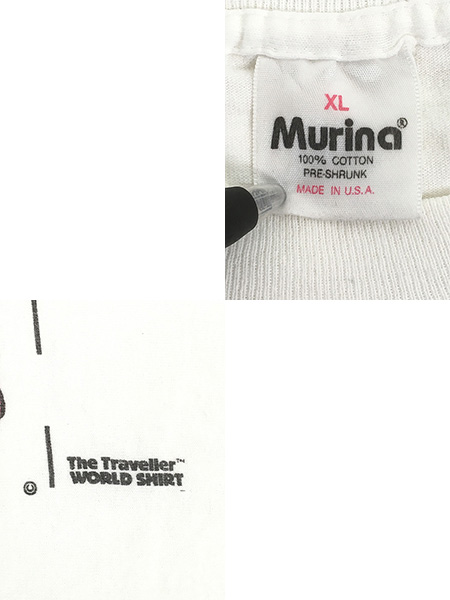 XL
Murina®
100% COTTON
PRE-SHRUNK
MADE IN U.S.A.
The Traveller™
© WORLD SHIRT